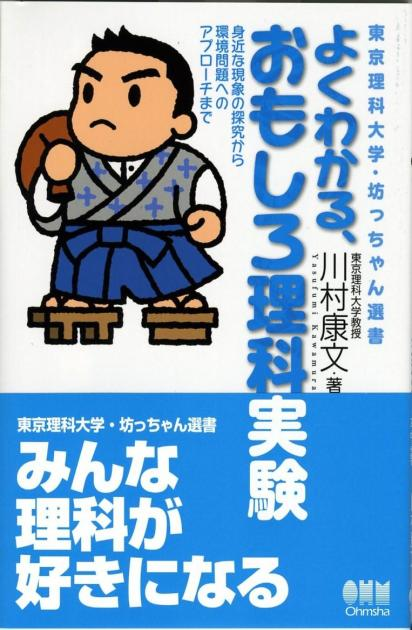 東京理科大学・坊っちゃん選書
よくわかる、
おもしろ理科実験
身近な現象の探究から
環境問題への
アプローチまで
東京理科大学教授
川村康文・著
Yasufumi Kawamura
東京理科大学・坊っちゃん選書
みんな
理科が
好きになる
OHM
Ohmsha